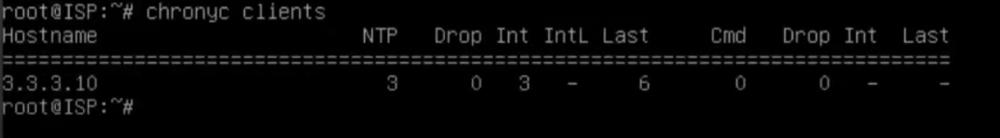 root@ISP:~# chronyc clients
Hostname                      NTP   Drop Int IntL Last     Cmd   Drop Int  Last
===============================================================================
3.3.3.10                        3      0   3   -     6       0      0   -     -
root@ISP:~#